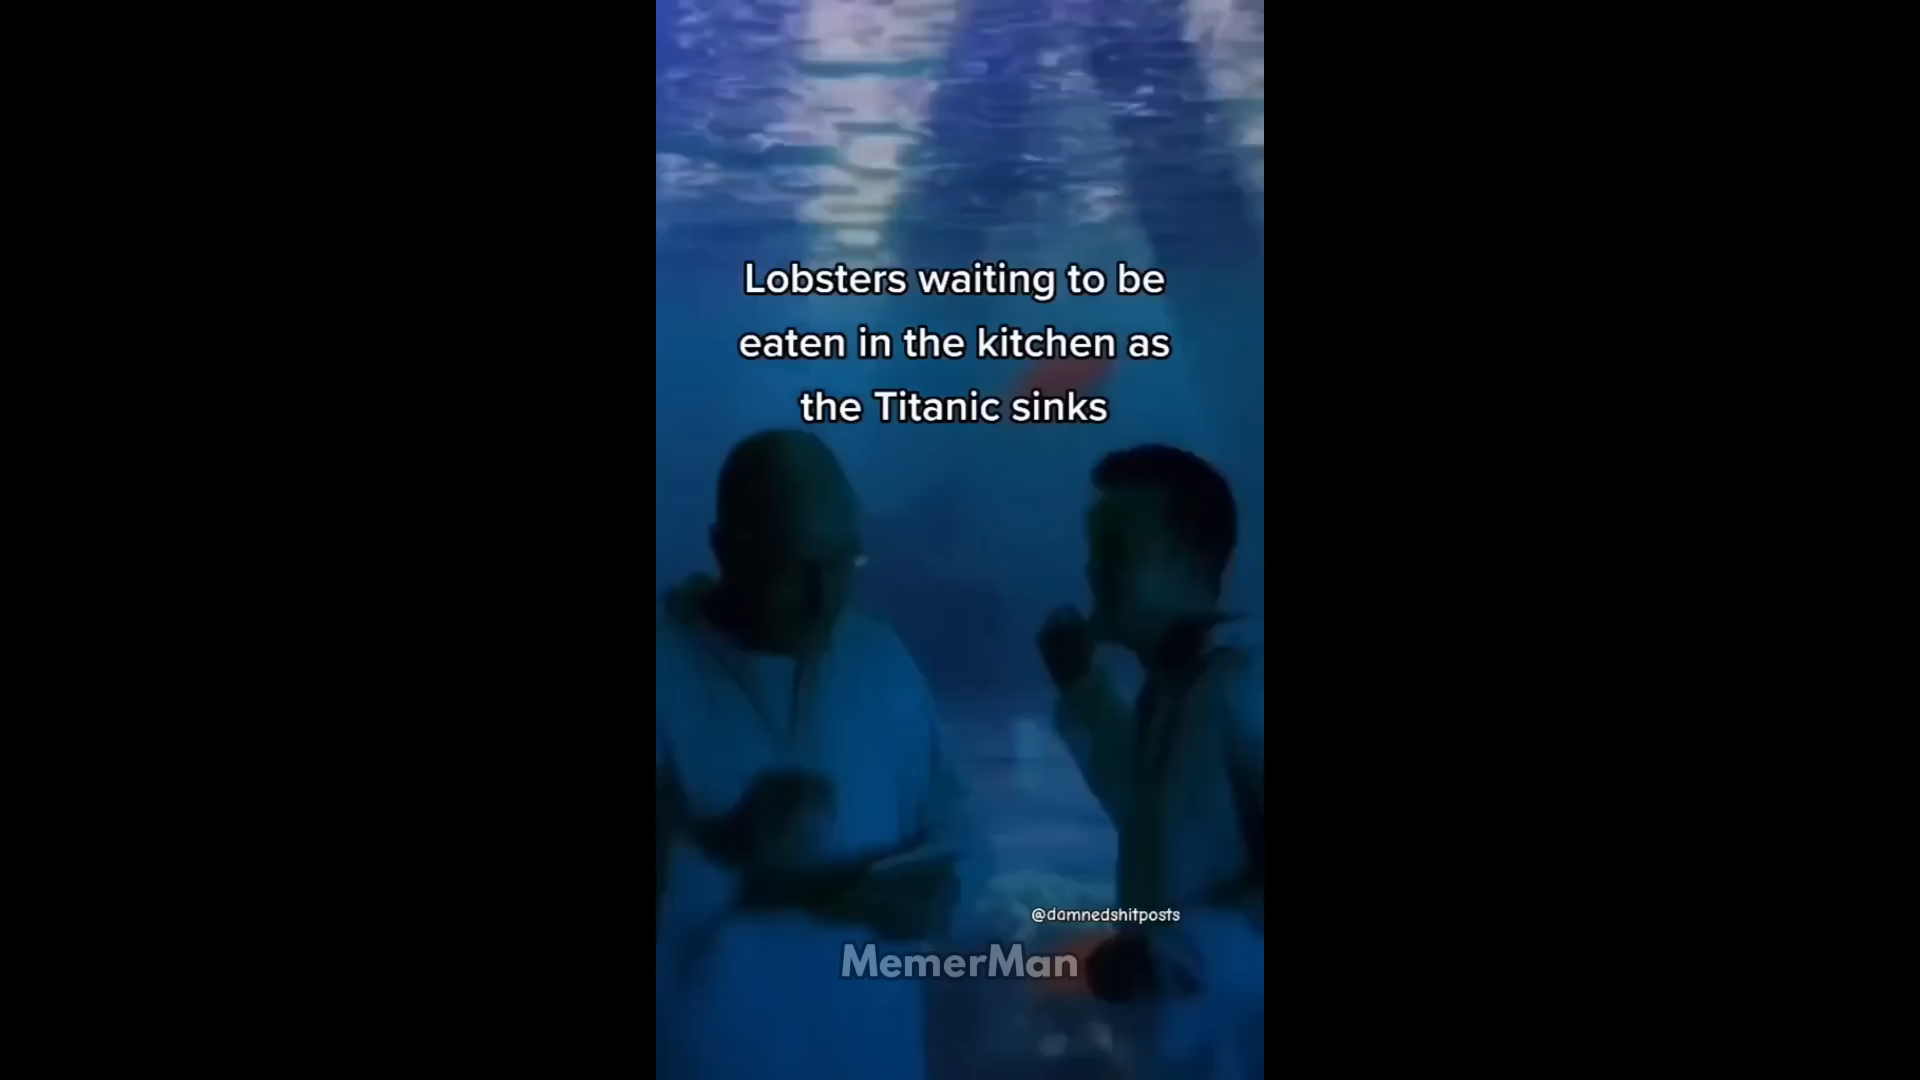 Lobsters waiting to be
eaten in the kitchen as
the Titanic sinks
@damnedshitposts
MemerMan